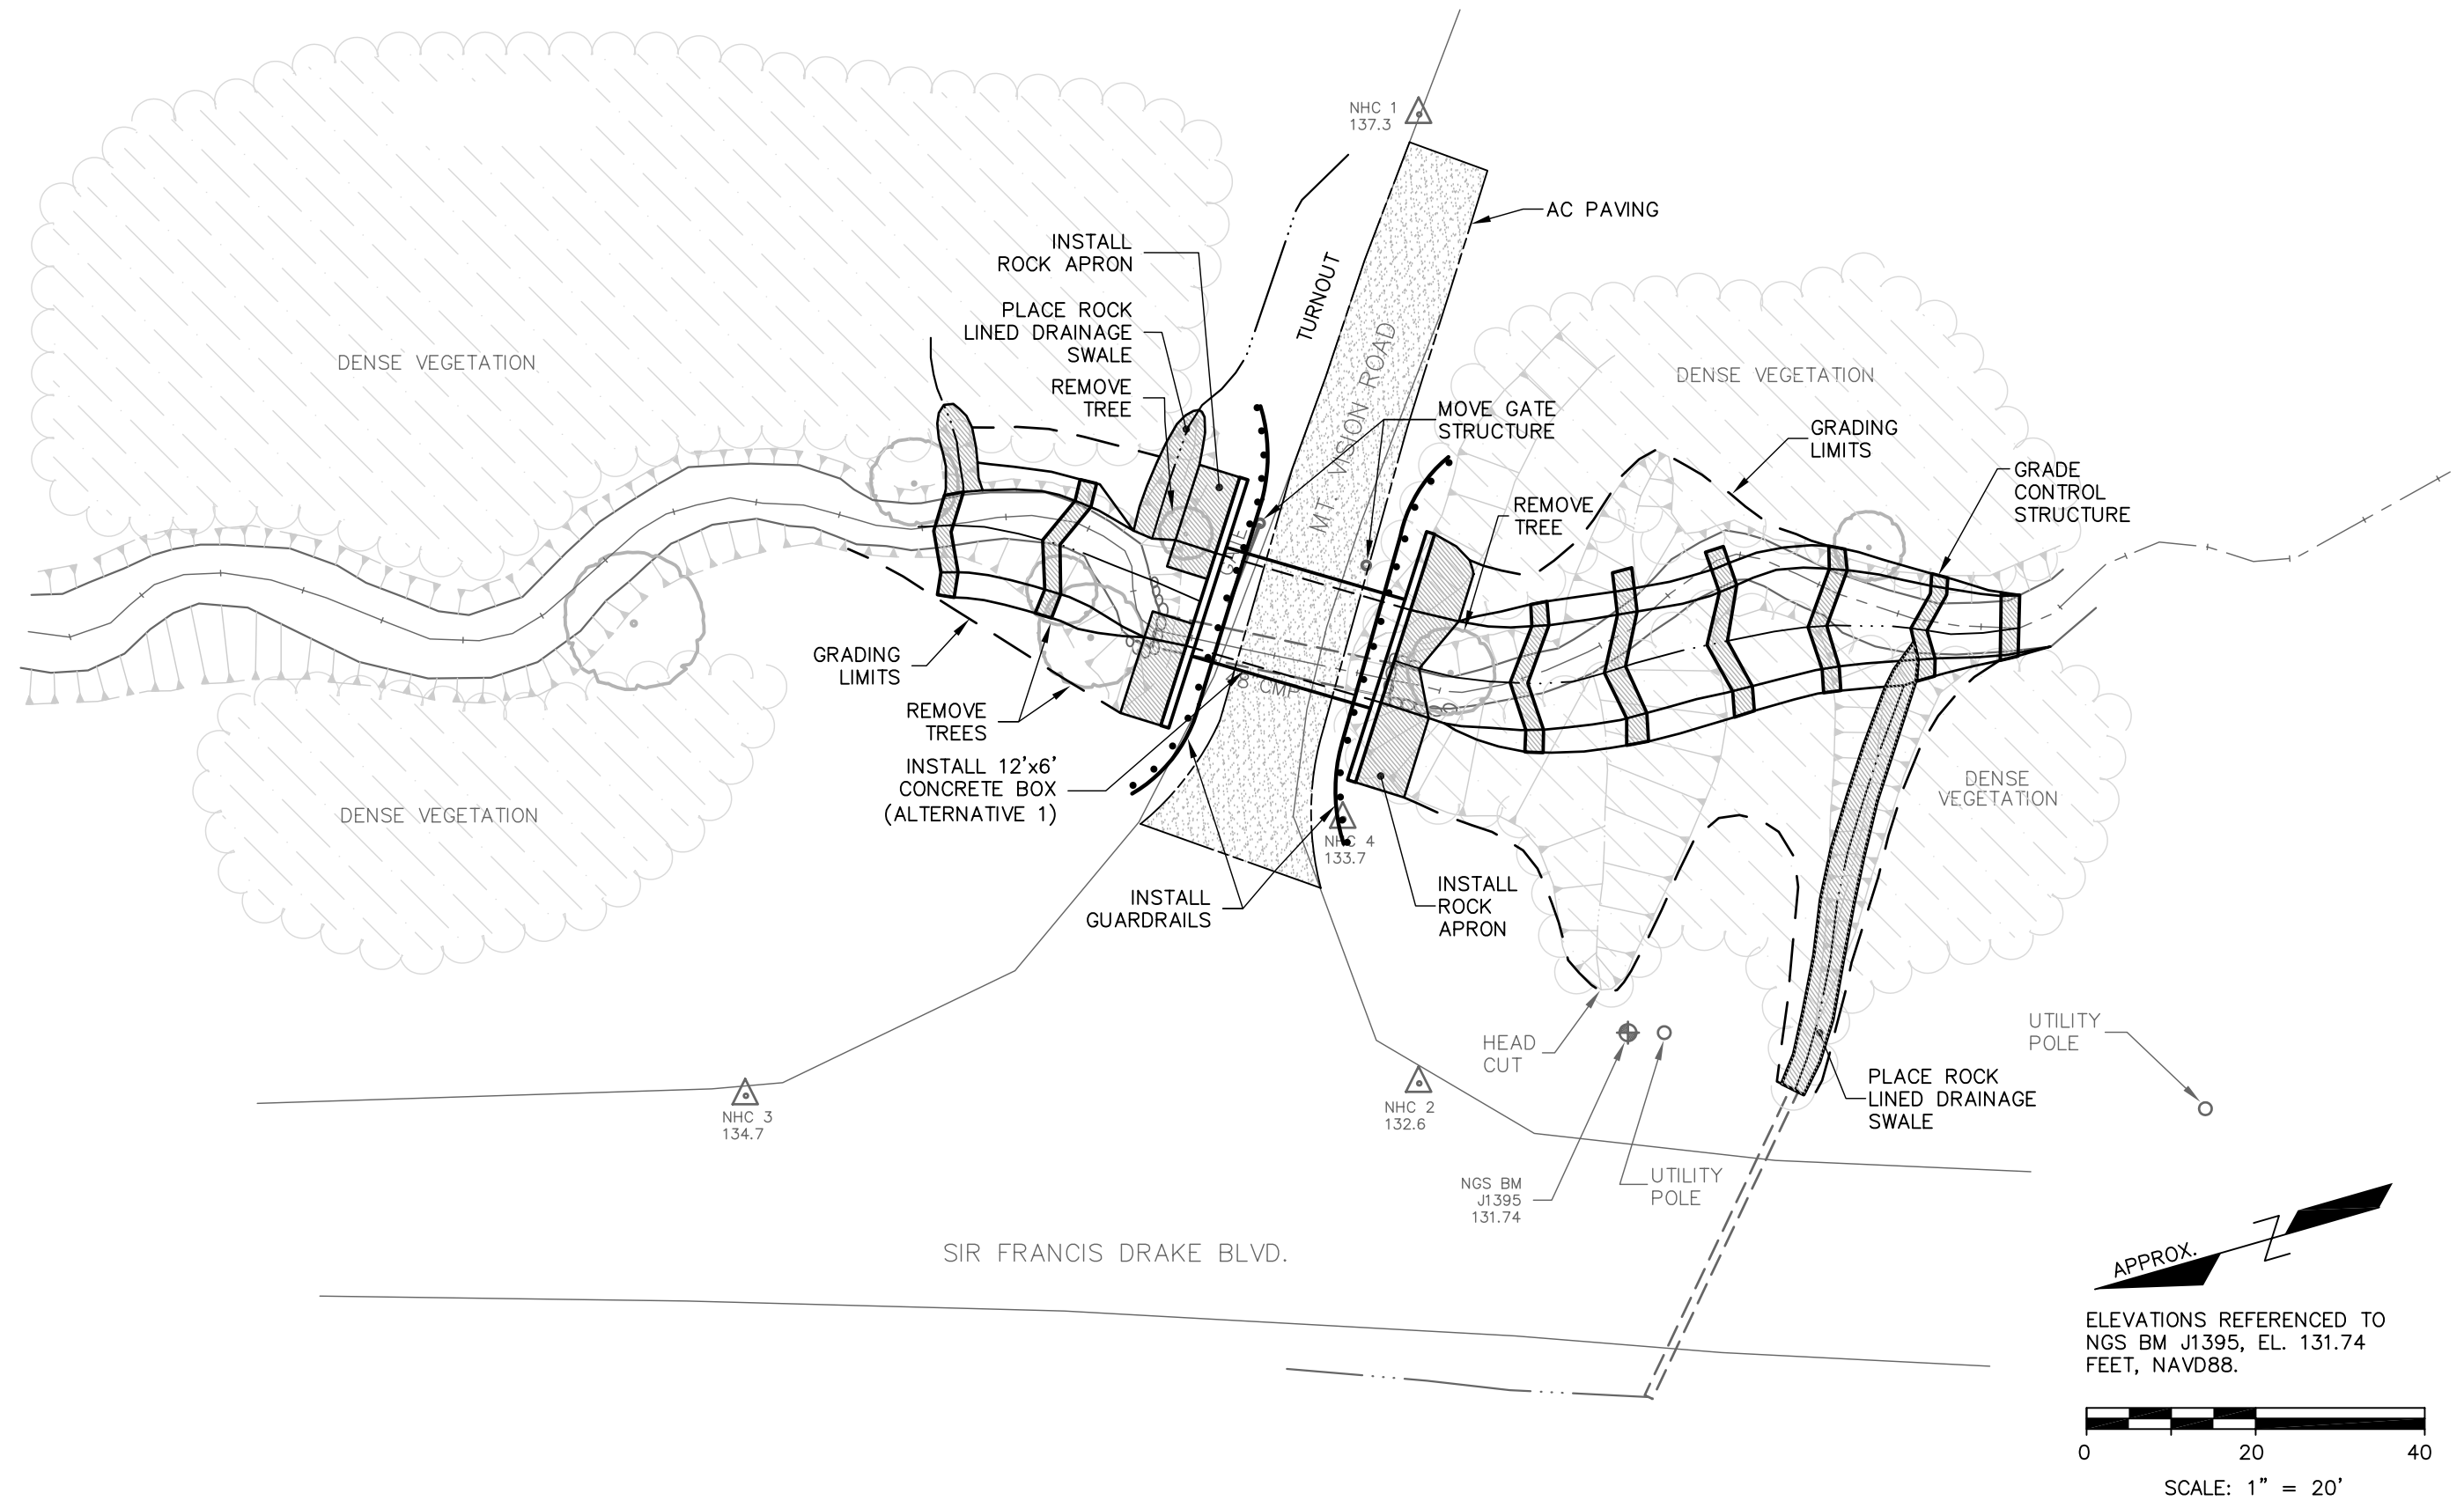 NHC 1
137.3
AC PAVING
INSTALL
ROCK APRON
TURNOUT
PLACE ROCK
LINED DRAINAGE
SWALE
REMOVE
TREE
MT. VISION ROAD
DENSE VEGETATION
DENSE VEGETATION
MOVE GATE
STRUCTURE
GRADING
LIMITS
GRADE
CONTROL
STRUCTURE
REMOVE
TREE
GATE
GRADING
LIMITS
REMOVE
TREES
CMP
INSTALL 12'x6'
CONCRETE BOX
(ALTERNATIVE 1)
DENSE VEGETATION
DENSE
VEGETATION
NHC 4
133.7
INSTALL
GUARDRAILS
INSTALL
ROCK
APRON
HEAD
CUT
UTILITY
POLE
PLACE ROCK
LINED DRAINAGE
SWALE
NHC 3
134.7
NHC 2
132.6
NGS BM
J1395
131.74
UTILITY
POLE
SIR FRANCIS DRAKE BLVD.
APPROX.
Z
ELEVATIONS REFERENCED TO
NGS BM J1395, EL. 131.74
FEET, NAVD88.
0 20 40
SCALE: 1" = 20'